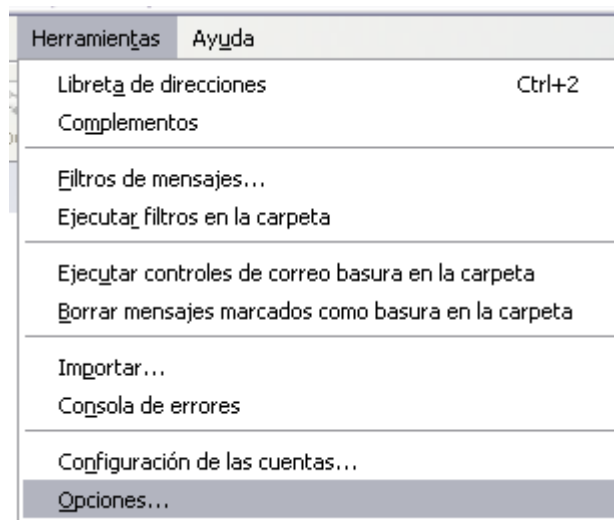 Herramientas Ayuda
Libreta de direcciones Ctrl+2
Complementos
Filtros de mensajes...
Ejecutar filtros en la carpeta
Ejecutar controles de correo basura en la carpeta
Borrar mensajes marcados como basura en la carpeta
Importar...
Consola de errores
Configuración de las cuentas...
Opciones...